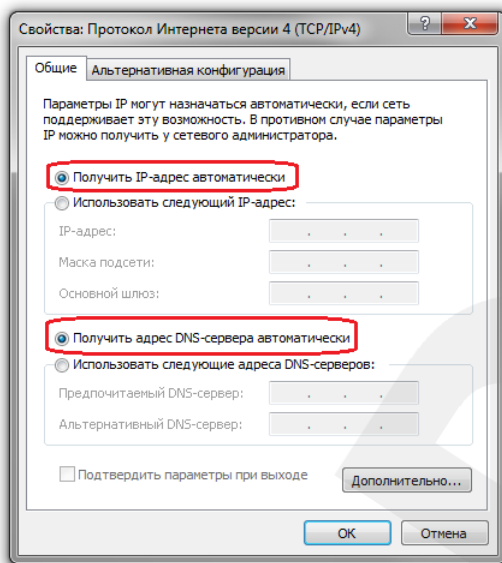 Свойства: Протокол Интернета версии 4 (TCP/IPv4)
Общие
Альтернативная конфигурация
Параметры IP могут назначаться автоматически, если сеть
поддерживает эту возможность. В противном случае параметры
IP можно получить у сетевого администратора.
Получить IP-адрес автоматически
Использовать следующий IP-адрес:
IP-адрес:
Маска подсети:
Основной шлюз:
Получить адрес DNS-сервера автоматически
Использовать следующие адреса DNS-серверов:
Предпочитаемый DNS-сервер:
Альтернативный DNS-сервер:
Подтвердить параметры при выходе
Дополнительно...
ОК
Отмена